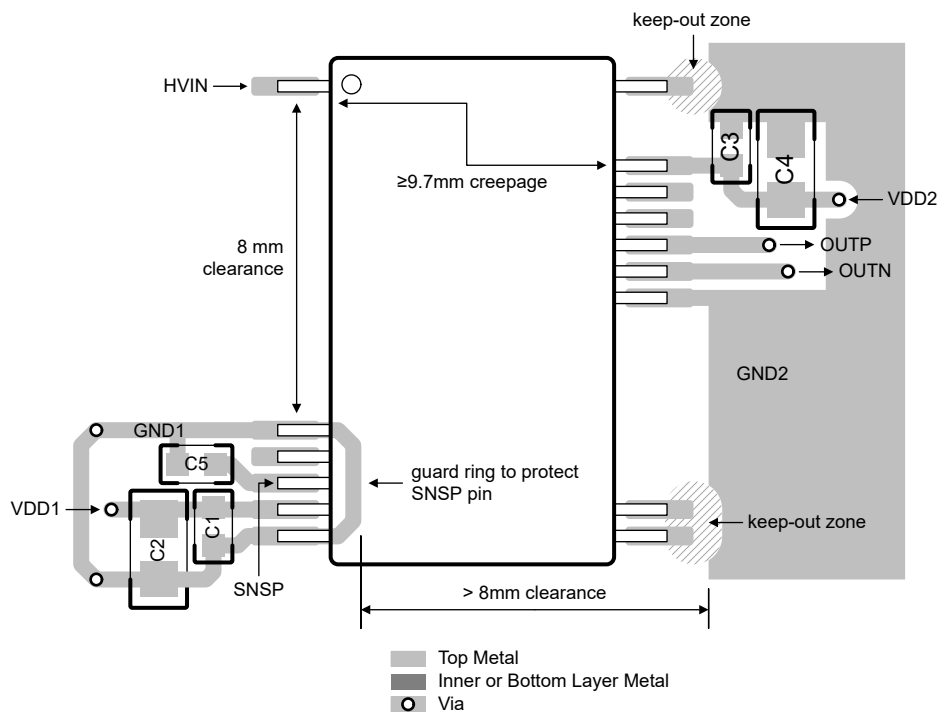 keep-out
zone
HVIN
C3
C4
≥9.7mm creepage
VDD2
8 mm
clearance
OUTP
OUTN
GND2
GND1
C5
guard ring to protect
SNSP pin
VDD1
C1
C2
keep-out zone
SNSP
> 8mm clearance
Top Metal
Inner or Bottom Layer Metal
Via